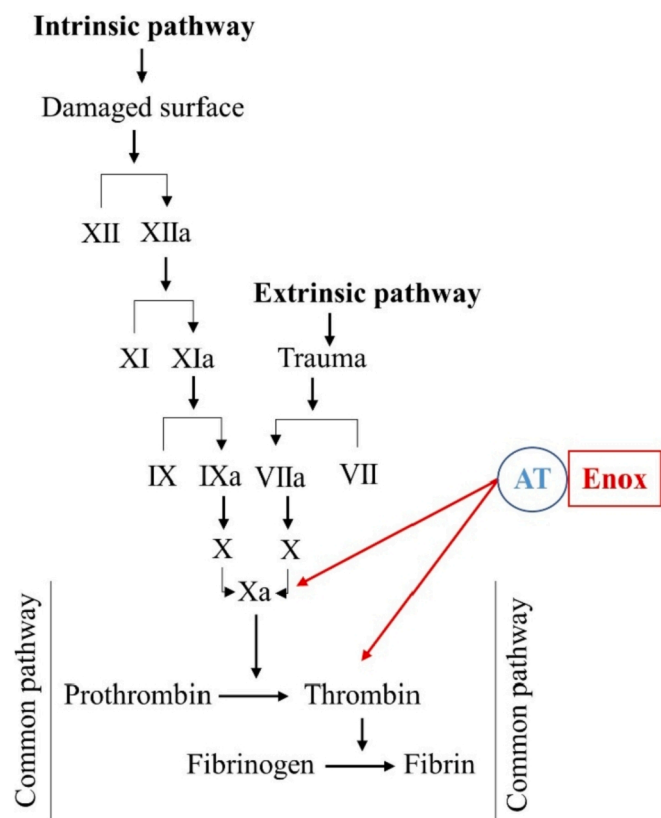 Intrinsic pathway
Damaged surface
XII XIIa
Extrinsic pathway
XI XIa
Trauma
IX IXa VIIa VII
AT Enox
X X
Xa
Common pathway
Common pathway
Prothrombin Thrombin
Fibrinogen Fibrin